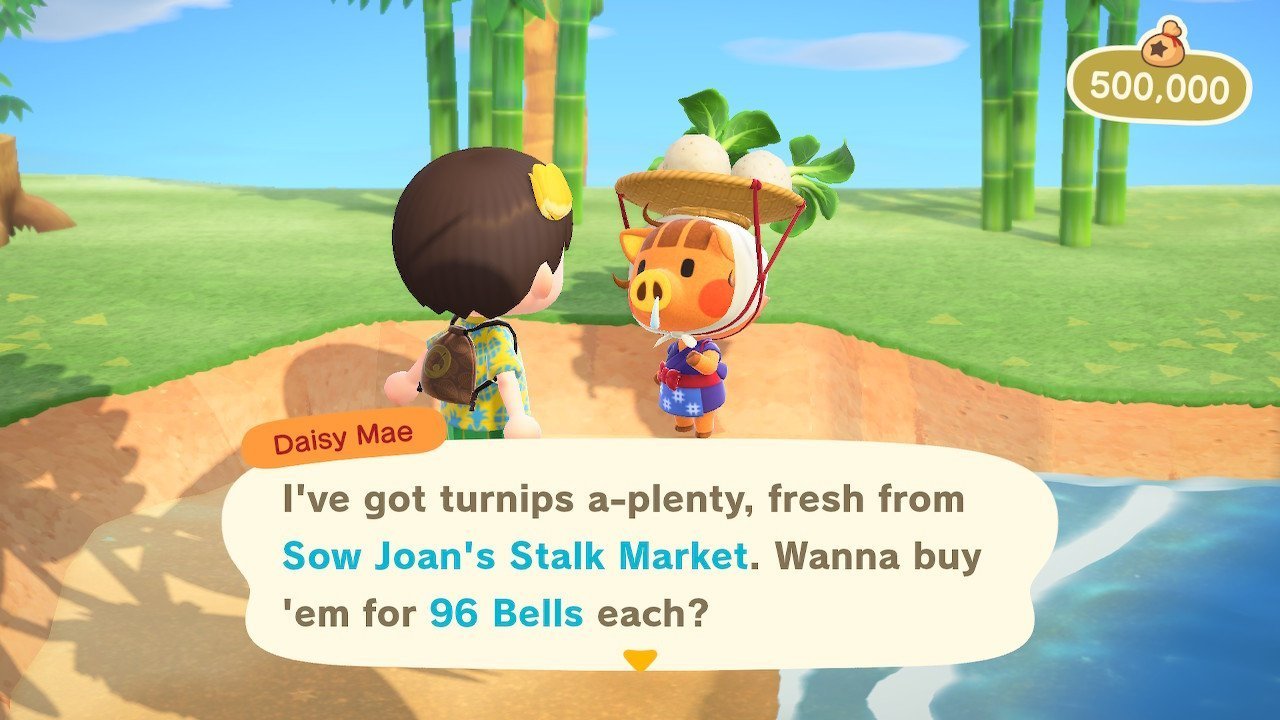 500,000
Daisy Mae
I've got turnips a-plenty, fresh from
Sow Joan's Stalk Market. Wanna buy
'em for 96 Bells each?